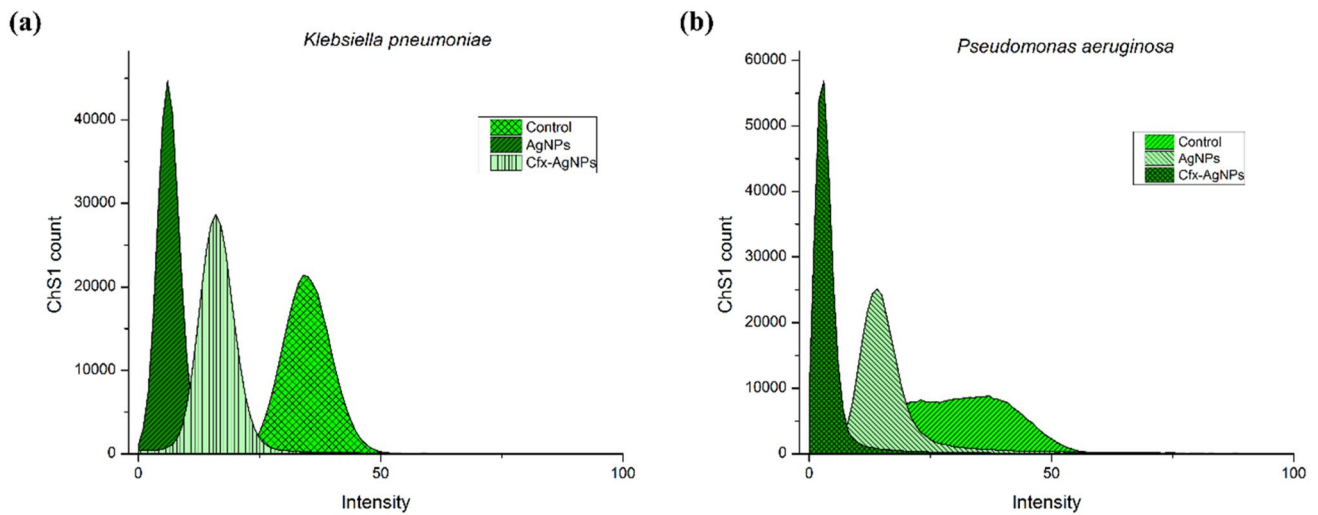 (a)
Klebsiella pneumoniae
40000
30000
20000
10000
0
ChS1 count
Control
AgNPs
Cfx-AgNPs
0
50
100
Intensity
(b)
Pseudomonas aeruginosa
60000
50000
40000
30000
20000
10000
0
ChS1 count
Control
AgNPs
Cfx-AgNPs
0
50
100
Intensity